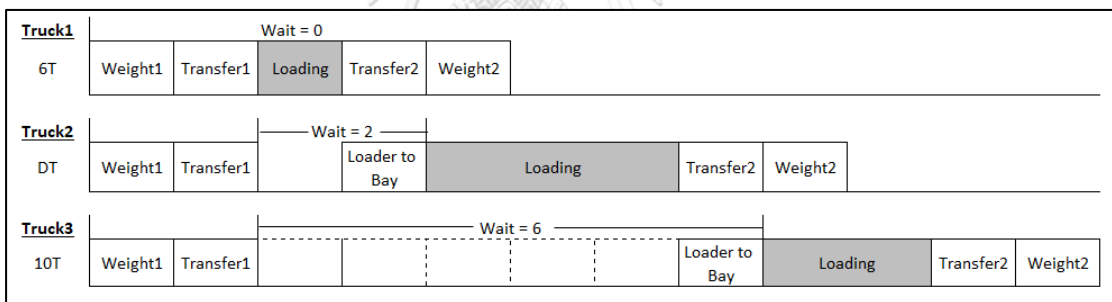 Truck1
Wait = 0
6T
Weight1 Transfer1 Loading Transfer2 Weight2
Truck2
Wait = 2
DT
Weight1 Transfer1 Loader to Bay Loading Transfer2 Weight2
Truck3
Wait = 6
10T
Weight1 Transfer1 Loader to Bay Loading Transfer2 Weight2